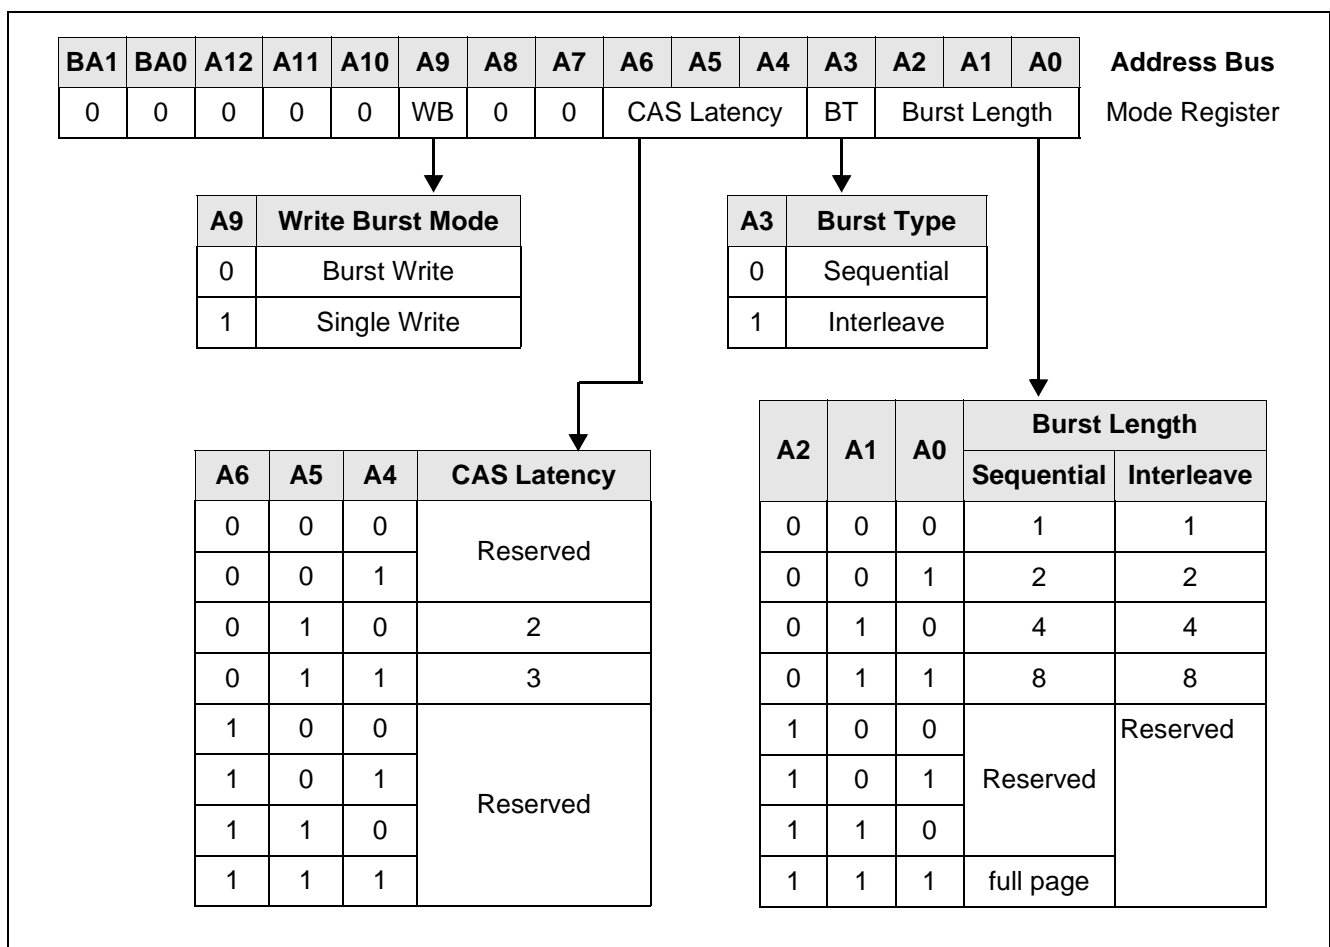 BA1 BA0 A12 A11 A10 A9 A8 A7 A6 A5 A4 A3 A2 A1 A0 Address Bus
0 0 0 0 0 WB 0 0 CAS Latency BT Burst Length Mode Register
A9 Write Burst Mode
0 Burst Write
1 Single Write
A3 Burst Type
0 Sequential
1 Interleave
A6 A5 A4 CAS Latency
0 0 0 Reserved
0 0 1
0 1 0 2
0 1 1 3
1 0 0 Reserved
1 0 1
1 1 0
1 1 1
A2 A1 A0 Burst Length
Sequential Interleave
0 0 0 1 1
0 0 1 2 2
0 1 0 4 4
0 1 1 8 8
1 0 0 Reserved
1 0 1 Reserved
1 1 0
1 1 1 full page